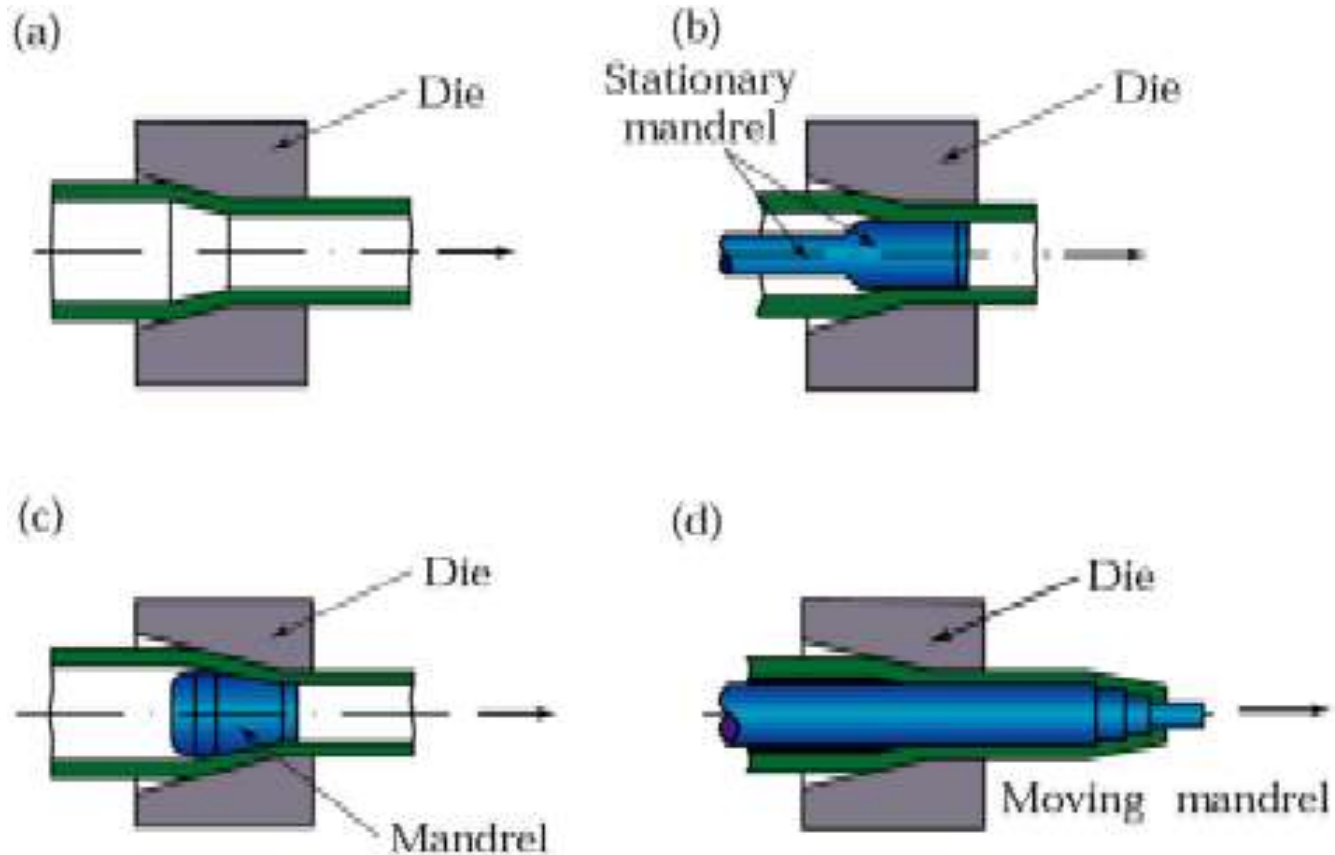 (a)
Die
(b)
Stationary
mandrel
Die
(c)
Die
Mandrel
(d)
Die
Moving mandrel